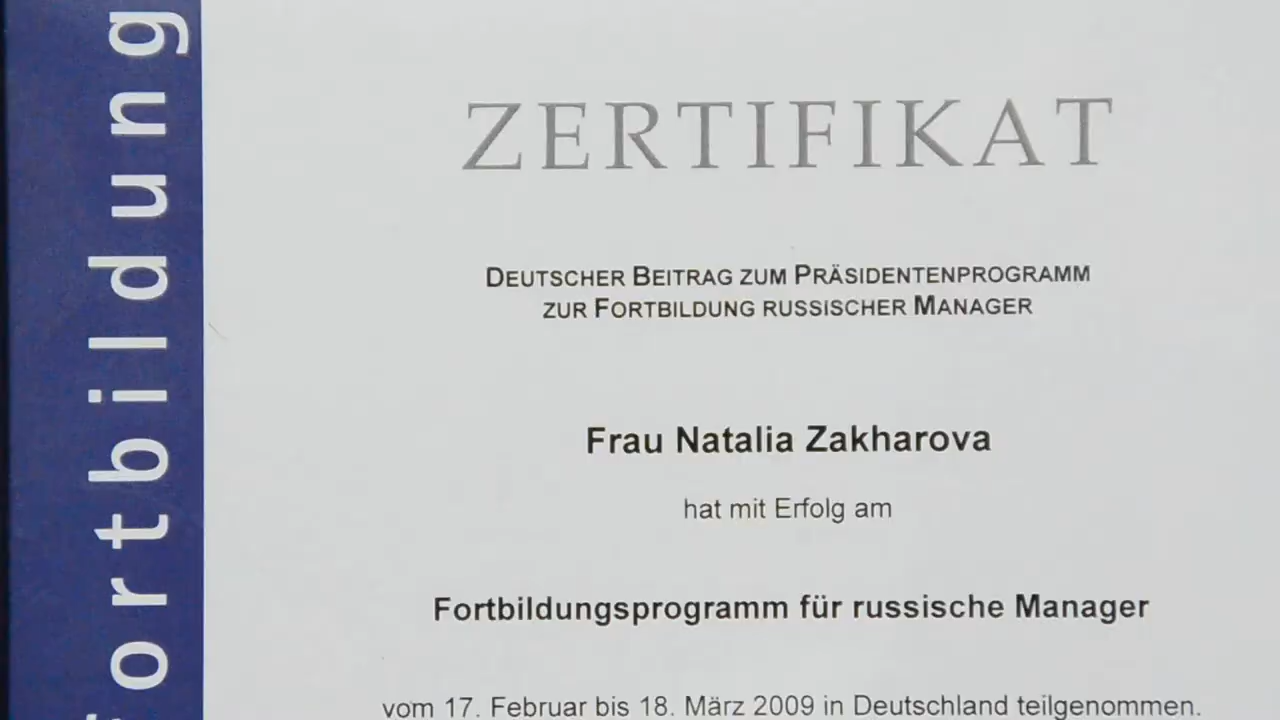 Fortbildung
ZERTIFIKAT
DEUTSCHER BEITRAG ZUM PRÄSIDENTENPROGRAMM
ZUR FORTBILDUNG RUSSISCHER MANAGER
Frau Natalia Zakharova
hat mit Erfolg am
Fortbildungsprogramm für russische Manager
vom 17. Februar bis 18. März 2009 in Deutschland teilgenommen.